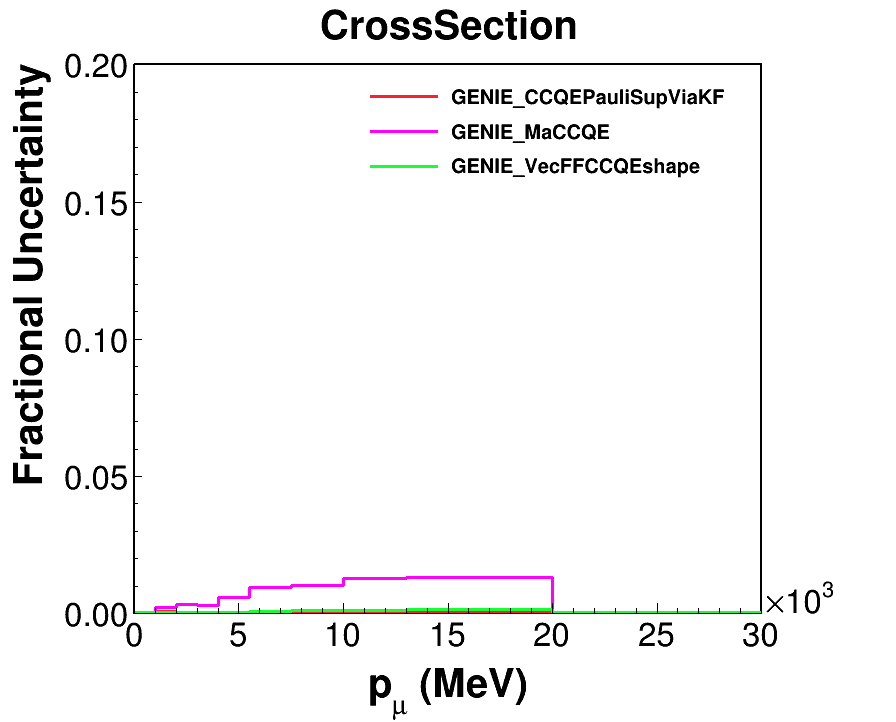 CrossSection
Fractional Uncertainty
0.20
0.15
0.10
0.05
0.00
GENIE_CCQEPauliSupViaKF
GENIE_MaCCQE
GENIE_VecFFCCQEshape
0 5 10 15 20 25 30
×10³
pμ (MeV)